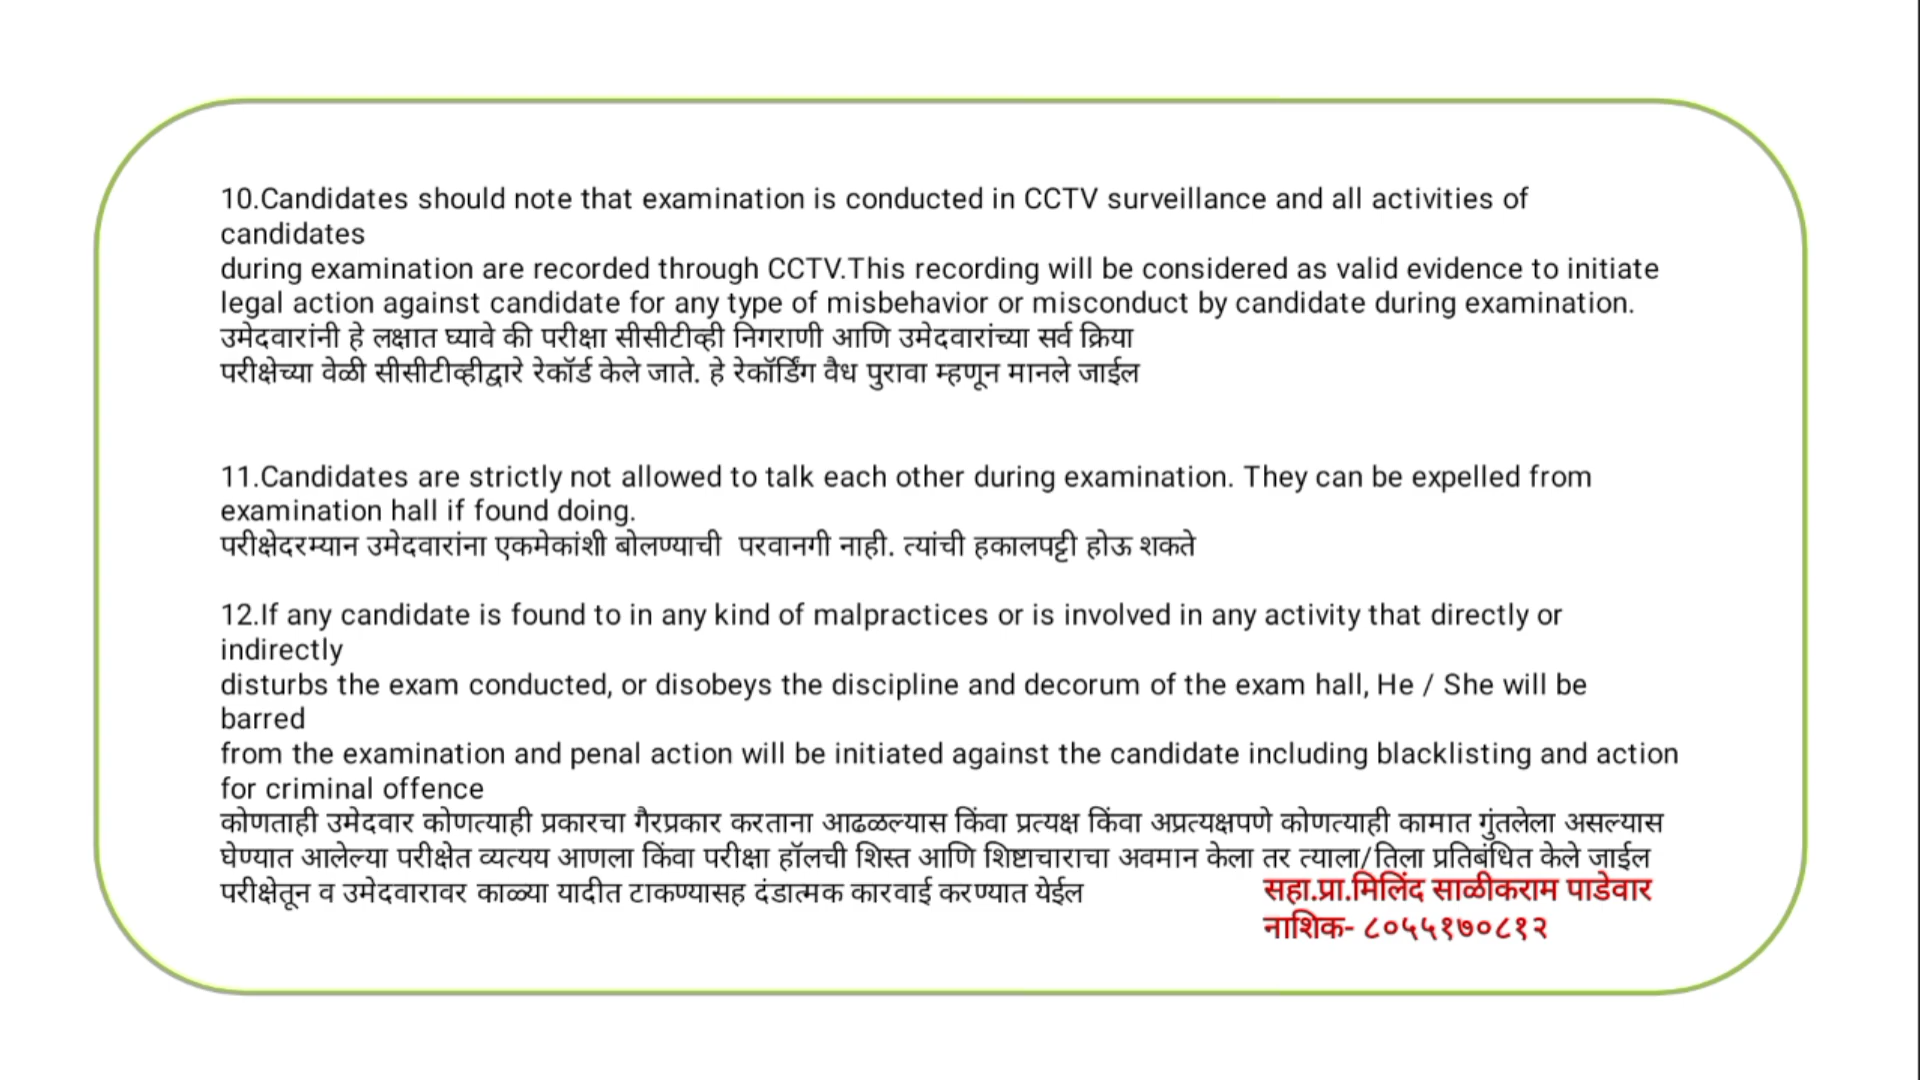 10.Candidates should note that examination is conducted in CCTV surveillance and all activities of
candidates
during examination are recorded through CCTV.This recording will be considered as valid evidence to initiate
legal action against candidate for any type of misbehavior or misconduct by candidate during examination.
उमेदवारांनी हे लक्षात घ्यावे की परीक्षा सीसीटीव्ही निगराणी आणि उमेदवारांच्या सर्व क्रिया
परीक्षेच्या वेळी सीसीटीव्हीद्वारे रेकॉर्ड केले जाते. हे रेकॉर्डिंग वैध पुरावा म्हणून मानले जाईल
11.Candidates are strictly not allowed to talk each other during examination. They can be expelled from
examination hall if found doing.
परीक्षेदरम्यान उमेदवारांना एकमेकांशी बोलण्याची परवानगी नाही. त्यांची हकालपट्टी होऊ शकते
12.If any candidate is found to in any kind of malpractices or is involved in any activity that directly or
indirectly
disturbs the exam conducted, or disobeys the discipline and decorum of the exam hall, He / She will be
barred
from the examination and penal action will be initiated against the candidate including blacklisting and action
for criminal offence
कोणताही उमेदवार कोणत्याही प्रकारचा गैरप्रकार करताना आढळल्यास किंवा प्रत्यक्ष किंवा अप्रत्यक्षपणे कोणत्याही कामात गुंतलेला असल्यास
घेण्यात आलेल्या परीक्षेत व्यत्यय आणला किंवा परीक्षा हॉलची शिस्त आणि शिष्टाचाराचा अवमान केला तर त्याला/तिला प्रतिबंधित केले जाईल
परीक्षेतून व उमेदवारावर काळ्या यादीत टाकण्यासह दंडात्मक कारवाई करण्यात येईल
सहा.प्रा.मिलिंद साळीकराम पाडेवार
नाशिक- ८०५५१७०८१२